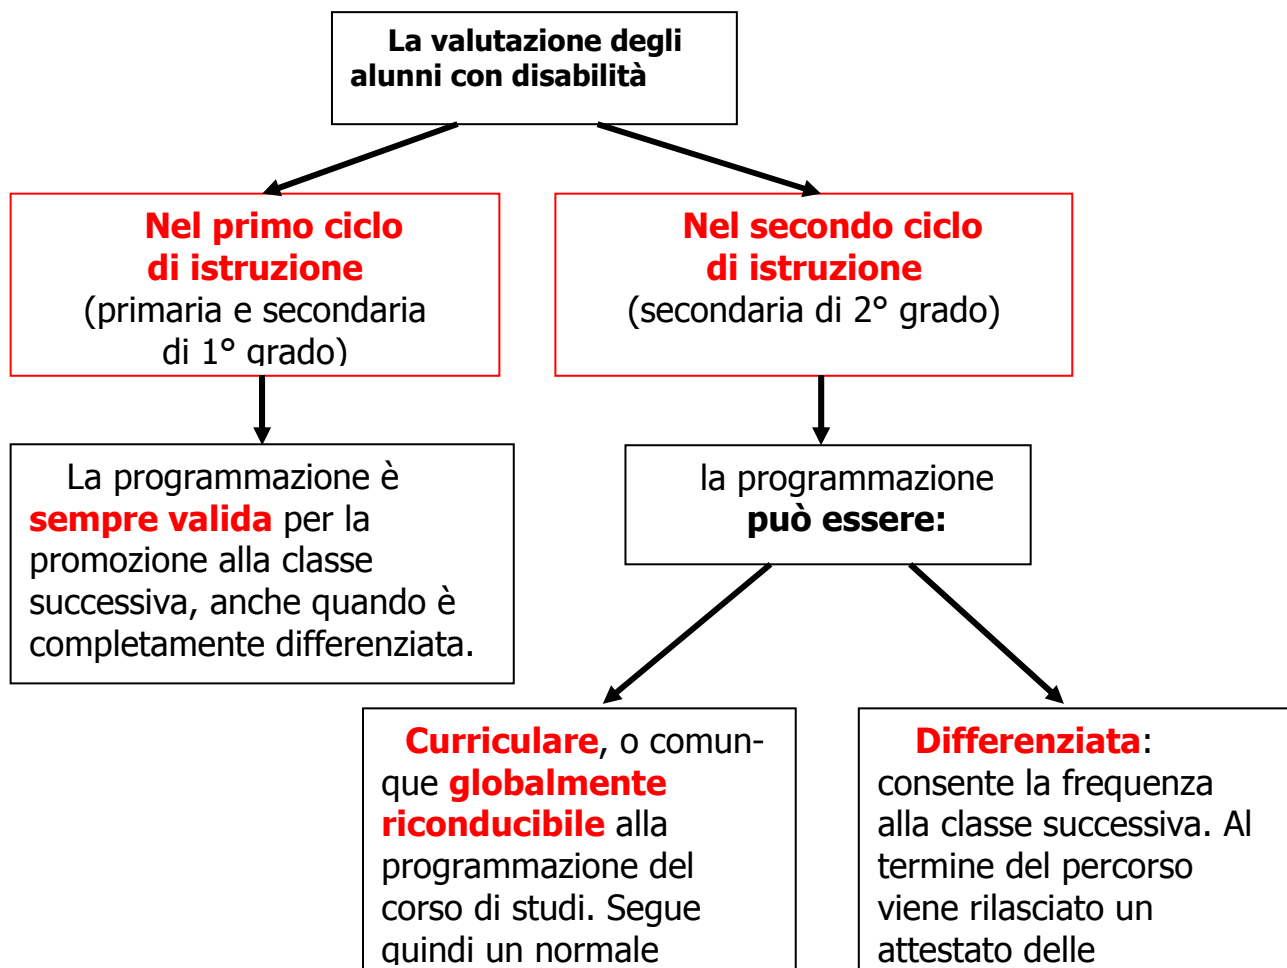 La valutazione degli
alunni con disabilità
Nel primo ciclo
di istruzione
(primaria e secondaria
di 1° grado)
Nel secondo ciclo
di istruzione
(secondaria di 2° grado)
La programmazione è
sempre valida per la
promozione alla classe
successiva, anche quando è
completamente differenziata.
la programmazione
può essere:
Curriculare, o comun-
que globalmente
riconducibile alla
programmazione del
corso di studi. Segue
quindi un normale
Differenziata:
consente la frequenza
alla classe successiva. Al
termine del percorso
viene rilasciato un
attestato delle